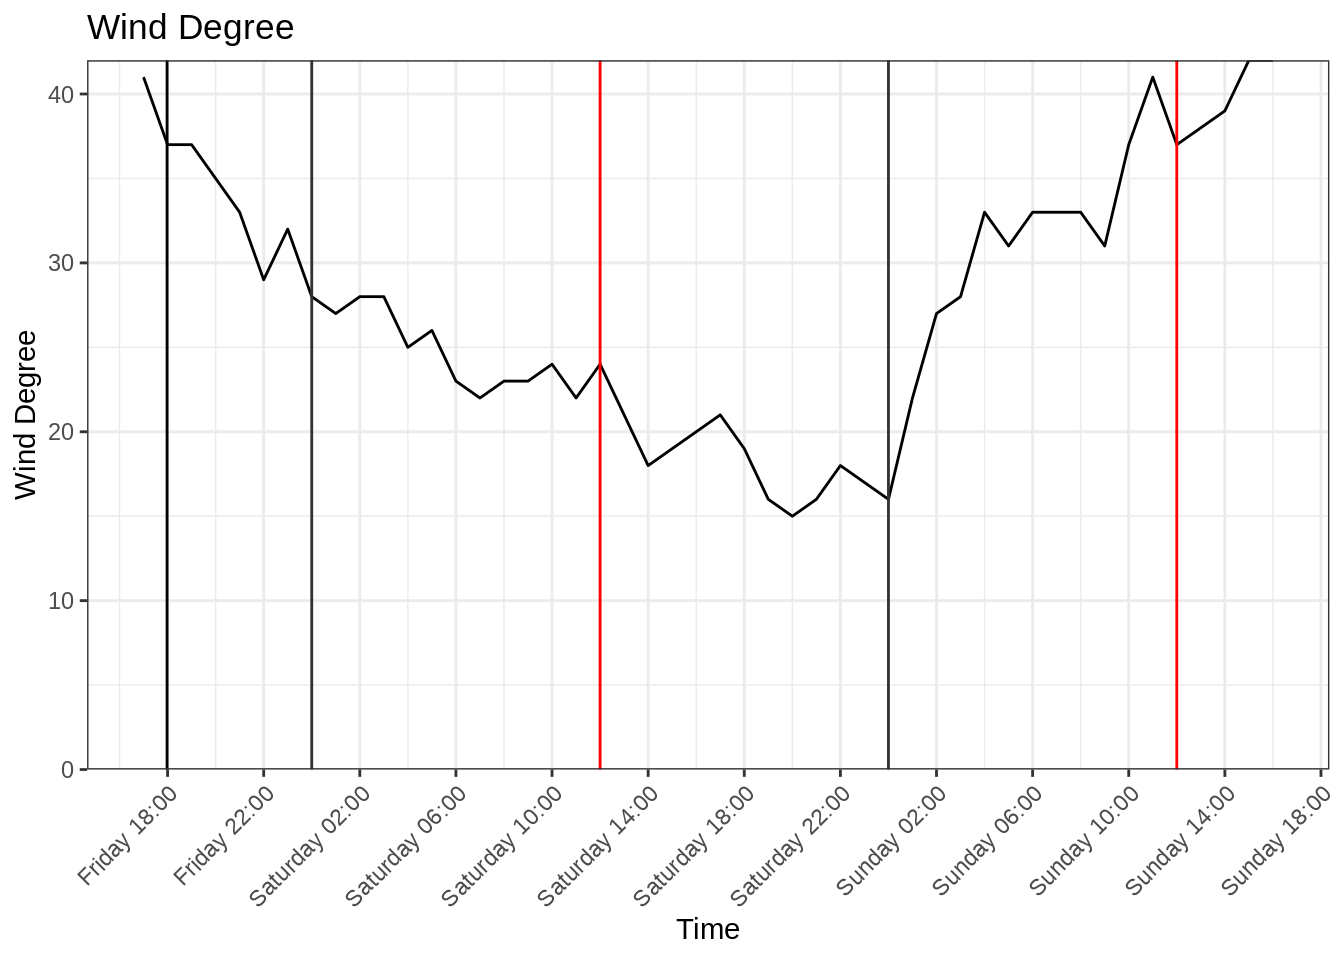 Wind Degree
Wind Degree
40
30
20
10
0
Friday 18:00
Friday 22:00
Saturday 02:00
Saturday 06:00
Saturday 10:00
Saturday 14:00
Saturday 18:00
Saturday 22:00
Sunday 02:00
Sunday 06:00
Sunday 10:00
Sunday 14:00
Sunday 18:00
Time